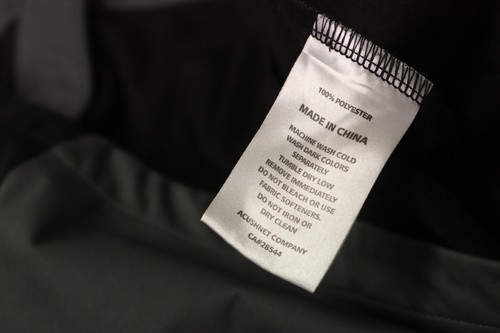 100% POLYESTER
MADE IN CHINA
MACHINE WASH COLD
WASH DARK COLORS
SEPARATELY
TUMBLE DRY LOW
REMOVE IMMEDIATELY
DO NOT BLEACH OR USE
FABRIC SOFTENERS.
DO NOT IRON OR
DRY CLEAN
ACUSHNET COMPANY
CA#28544